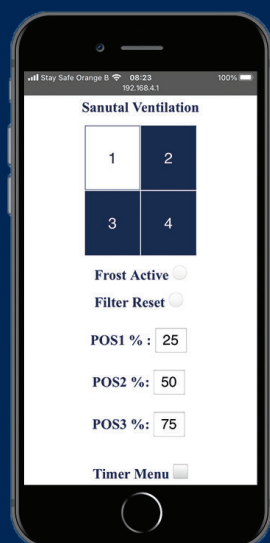 Stay Safe Orange B 08:23 100%
192.168.4.1
Sanutal Ventilation
1 2
3 4
Frost Active
Filter Reset
POS1 % : 25
POS2 %: 50
POS3 %: 75
Timer Menu